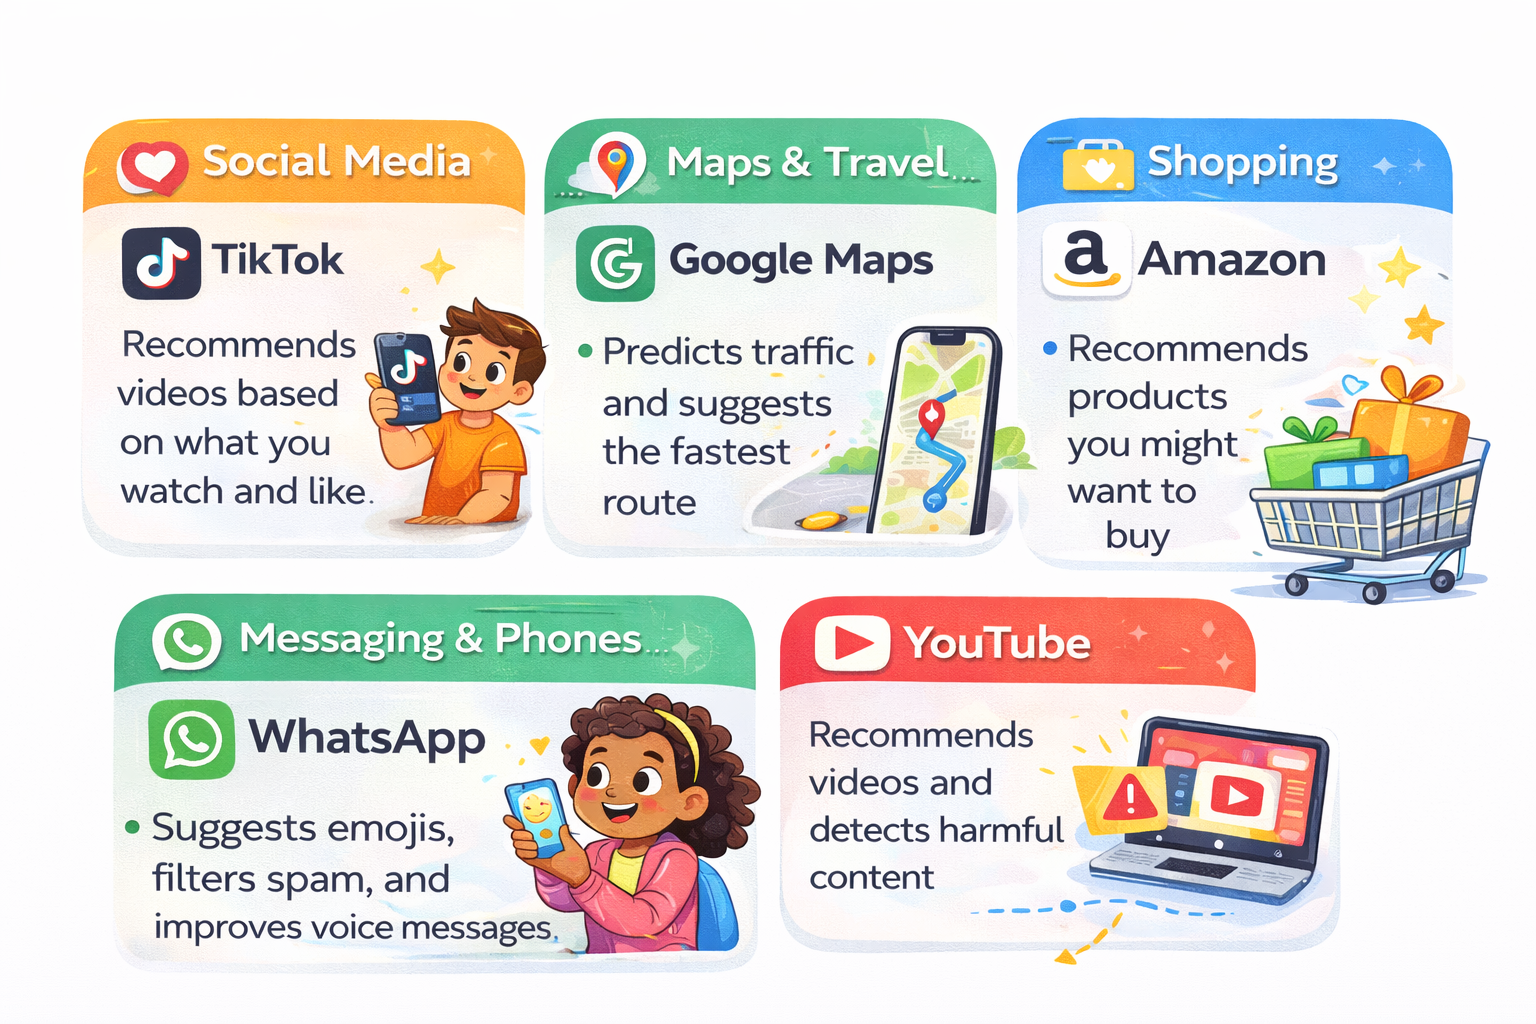 Social Media
TikTok
Recommends
videos based
on what you
watch and like.
Maps & Travel...
Google Maps
• Predicts traffic
and suggests
the fastest
route
Shopping
a Amazon
• Recommends
products
you might
want to
buy
Messaging & Phones...
WhatsApp
• Suggests emojis,
filters spam, and
improves voice messages.
YouTube
Recommends
videos and
detects harmful
content